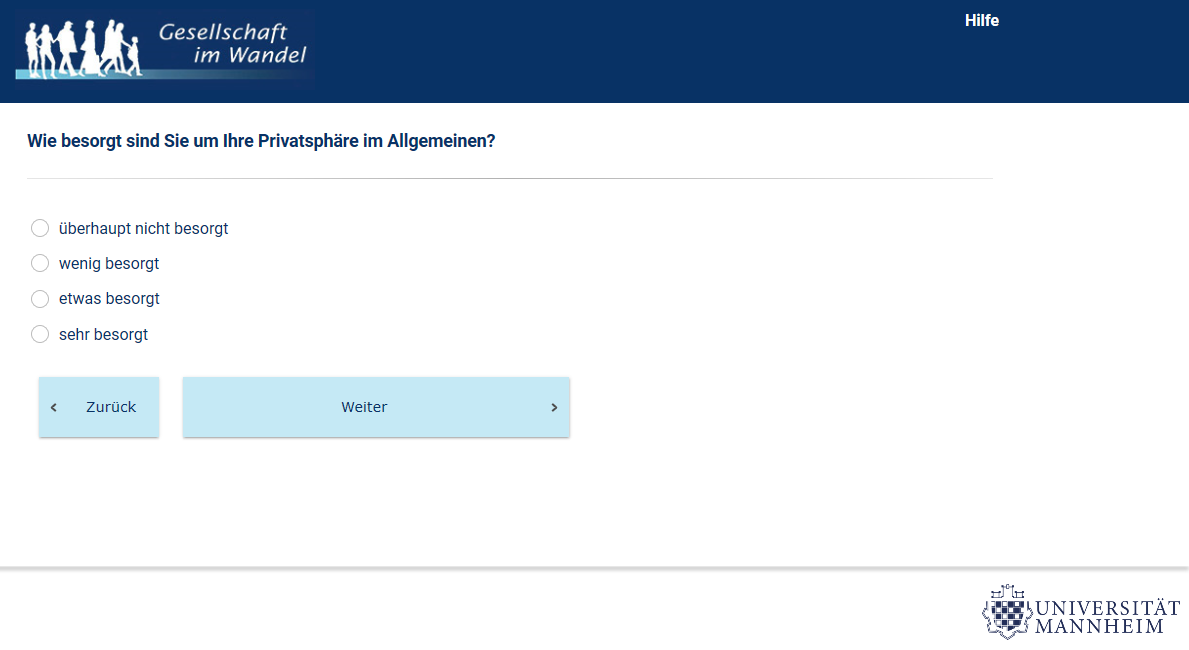 Gesellschaft
im Wandel
Hilfe
Wie besorgt sind Sie um Ihre Privatsphäre im Allgemeinen?
überhaupt nicht besorgt
wenig besorgt
etwas besorgt
sehr besorgt
‹ Zurück
Weiter ›
UNIVERSITÄT
MANNHEIM